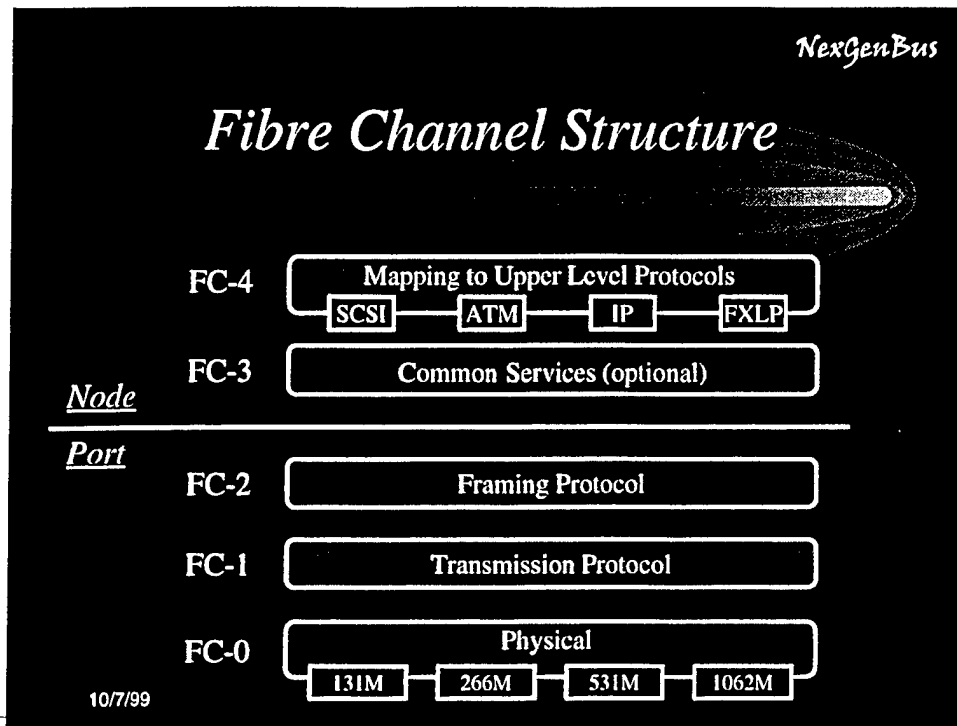 NexGenBus
Fibre Channel Structure
FC-4 Mapping to Upper Level Protocols
SCSI ATM IP FXLP
FC-3 Common Services (optional)
Node
Port
FC-2 Framing Protocol
FC-1 Transmission Protocol
FC-0 Physical
131M 266M 531M 1062M
10/7/99